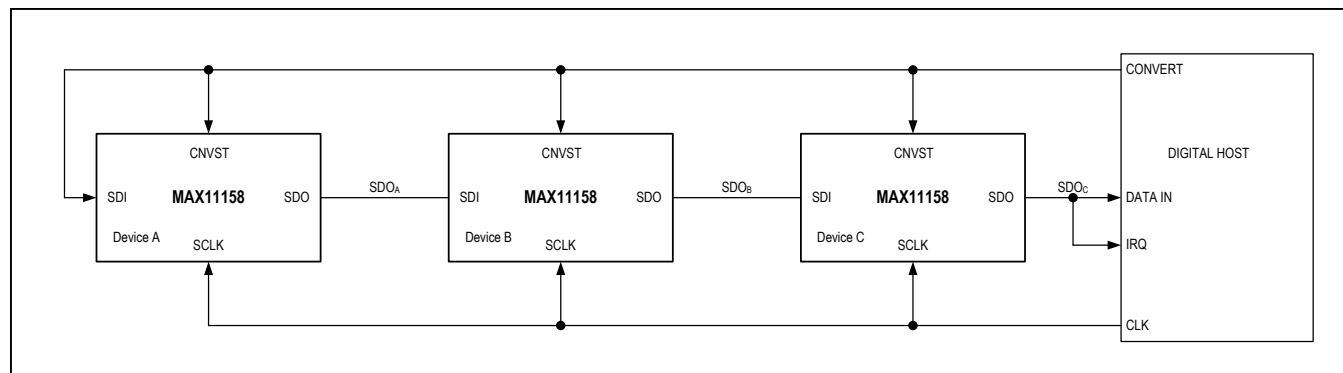 CONVERT
CNVST
CNVST
CNVST
DIGITAL HOST
SDI
MAX11158
SDO
SDOA
SDI
MAX11158
SDO
SDOB
SDI
MAX11158
SDO
SDOC
DATA IN
Device A
SCLK
Device B
SCLK
Device C
SCLK
IRQ
CLK